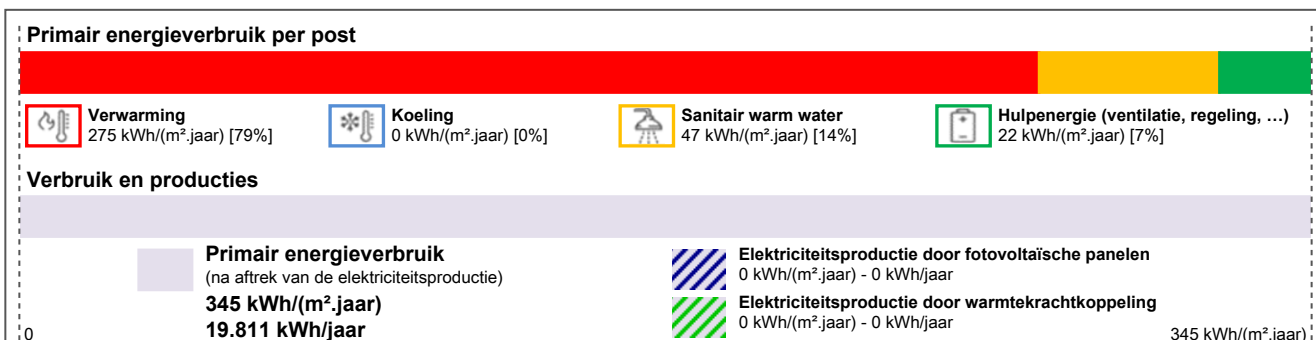 Primair energieverbruik per post
Verwarming
275 kWh/(m².jaar) [79%]
Koeling
0 kWh/(m².jaar) [0%]
Sanitair warm water
47 kWh/(m².jaar) [14%]
Hulpenergie (ventilatie, regeling, …)
22 kWh/(m².jaar) [7%]
Verbruik en producties
Primair energieverbruik
(na aftrek van de elektriciteitsproductie)
345 kWh/(m².jaar)
19.811 kWh/jaar
Elektriciteitsproductie door fotovoltaïsche panelen
0 kWh/(m².jaar) - 0 kWh/jaar
Elektriciteitsproductie door warmtekrachtkoppeling
0 kWh/(m².jaar) - 0 kWh/jaar
0
345 kWh/(m².jaar)